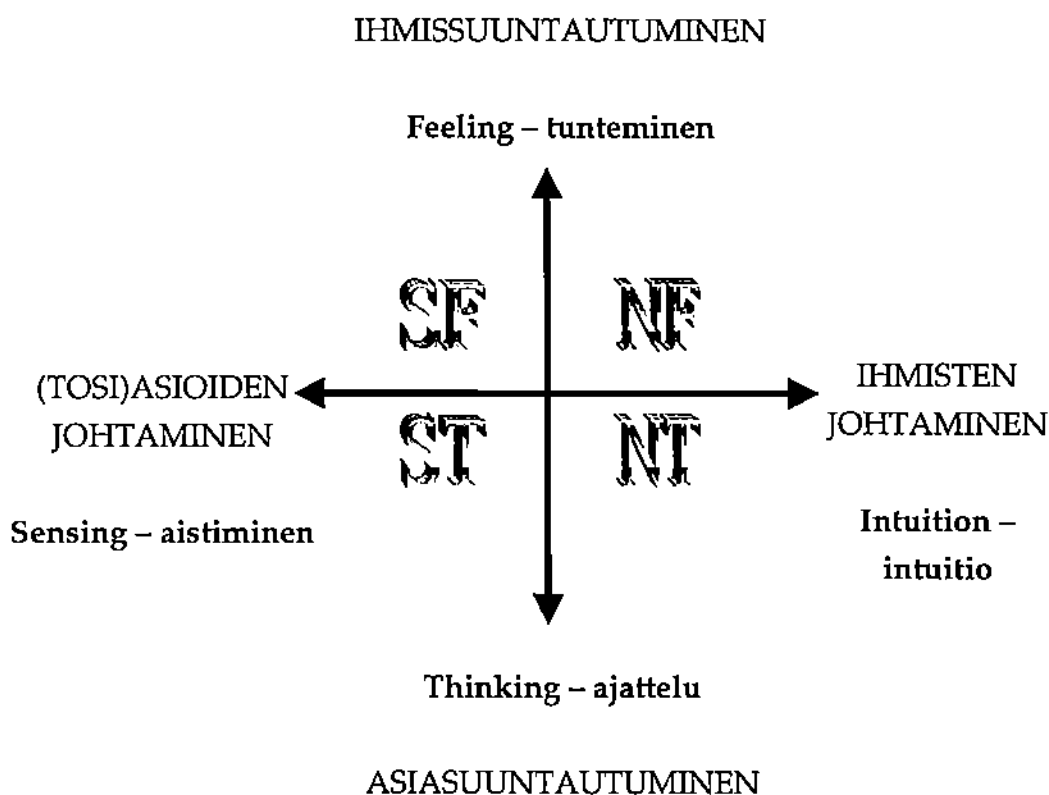 IHMISSUUNTAUTUMINEN
Feeling – tunteminen
SF NF
(TOSI)ASIOIDEN
JOHTAMINEN
IHMISTEN
JOHTAMINEN
ST NT
Sensing – aistiminen
Intuition –
intuitio
Thinking – ajattelu
ASIASUUNTAUTUMINEN